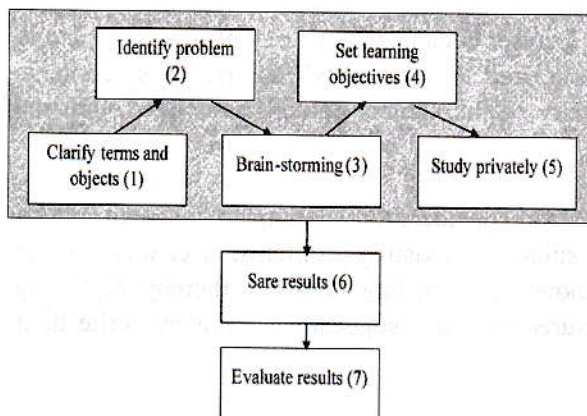 Identify problem
(2)
Set learning
objectives (4)
Clarify terms and
objects (1)
Brain-storming (3)
Study privately (5)
Sare results (6)
Evaluate results (7)